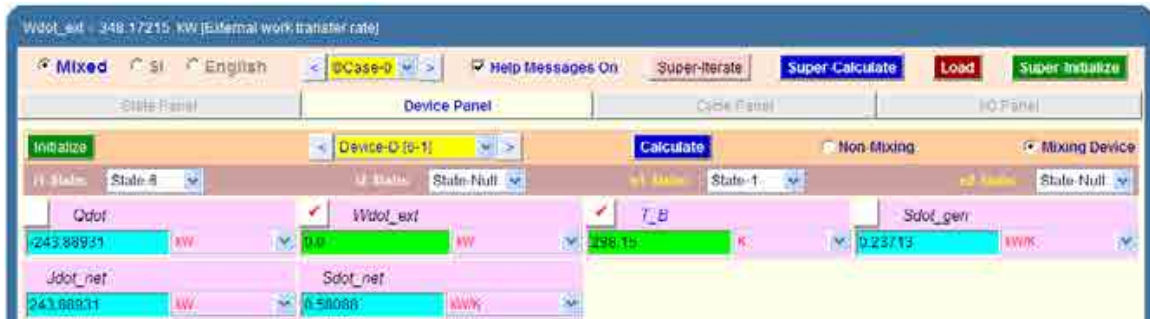 Wdot_ext = 348.17215 kW [External work transfer rate]
Mixed SI English < ©Case-0 > Help Messages On Super-Iterate Super-Calculate Load Super-Initialize
State Panel Device Panel Cycle Panel I/O Panel
Initialize < Device-D [6-1] > Calculate Non-Mixing Mixing Device
i1-State: State-6 i2-State: State-Null e1-State: State-1 e2-State: State-Null
Qdot Wdot_ext T_B Sdot_gen
-243.88931 kW 0.0 kW 298.15 K 0.23713 kW/K
Jdot_net Sdot_net
243.88931 kW 0.58088 kW/K